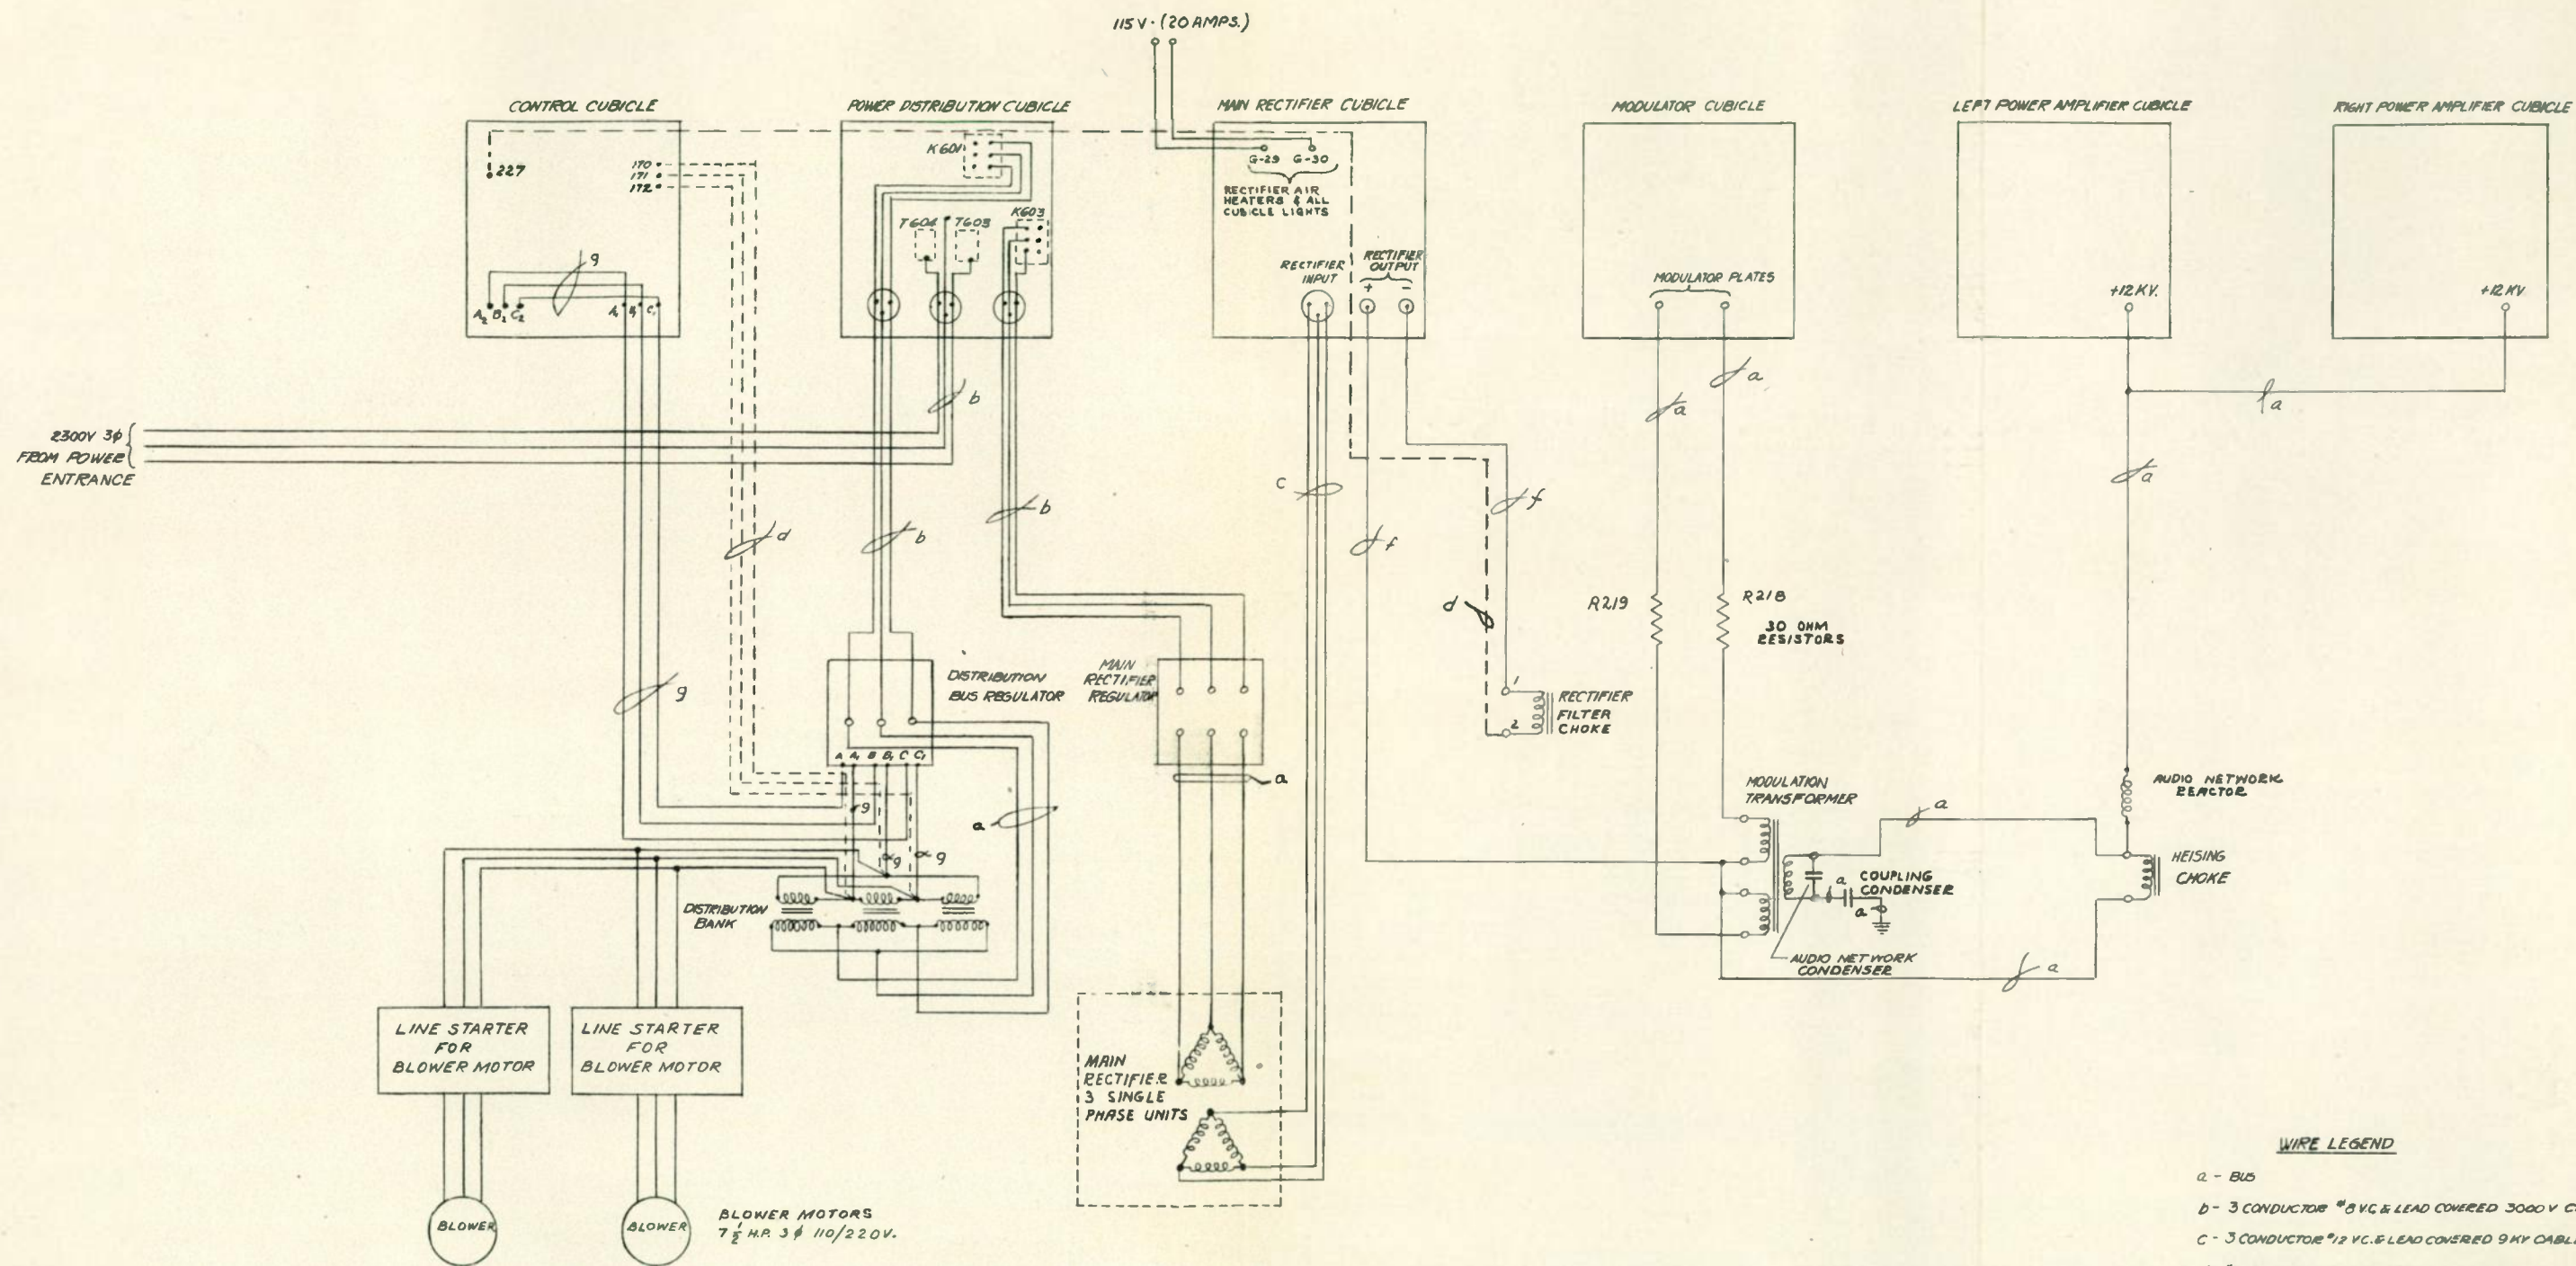 115 V. (20 AMPS.)
CONTROL CUBICLE
POWER DISTRIBUTION CUBICLE
MAIN RECTIFIER CUBICLE
MODULATOR CUBICLE
LEFT POWER AMPLIFIER CUBICLE
RIGHT POWER AMPLIFIER CUBICLE
227
170
171
172
g
A2 B2 C2
A1 B1 C1
K601
T604 T603
K603
G-29 G-30
RECTIFIER AIR
HEATERS & ALL
CUBICLE LIGHTS
RECTIFIER
INPUT
RECTIFIER
OUTPUT
+ -
MODULATOR PLATES
+12 KV.
+12 KV
2300V 3φ
FROM POWER
ENTRANCE
b
a
a
a
a
c
f
b
b
d
f
d
g
R219
R218
30 OHM
RESISTORS
DISTRIBUTION
BUS REGULATOR
MAIN
RECTIFIER
REGULATOR
1
2
RECTIFIER
FILTER
CHOKE
A A1 B B1 C C1
a
g
a
g
g
MODULATION
TRANSFORMER
a
AUDIO NETWORK
REACTOR
HEISING
CHOKE
a
COUPLING
CONDENSER
a
AUDIO NETWORK
CONDENSER
a
DISTRIBUTION
BANK
LINE STARTER
FOR
BLOWER MOTOR
LINE STARTER
FOR
BLOWER MOTOR
MAIN
RECTIFIER
3 SINGLE
PHASE UNITS
BLOWER
BLOWER
BLOWER MOTORS
7 1/2 H.P. 3 φ 110/220V.
WIRE LEGEND
a - BUS
b - 3 CONDUCTOR #8 V.C. & LEAD COVERED 3000 V C
c - 3 CONDUCTOR #12 V.C. & LEAD COVERED 9 KV CABLE